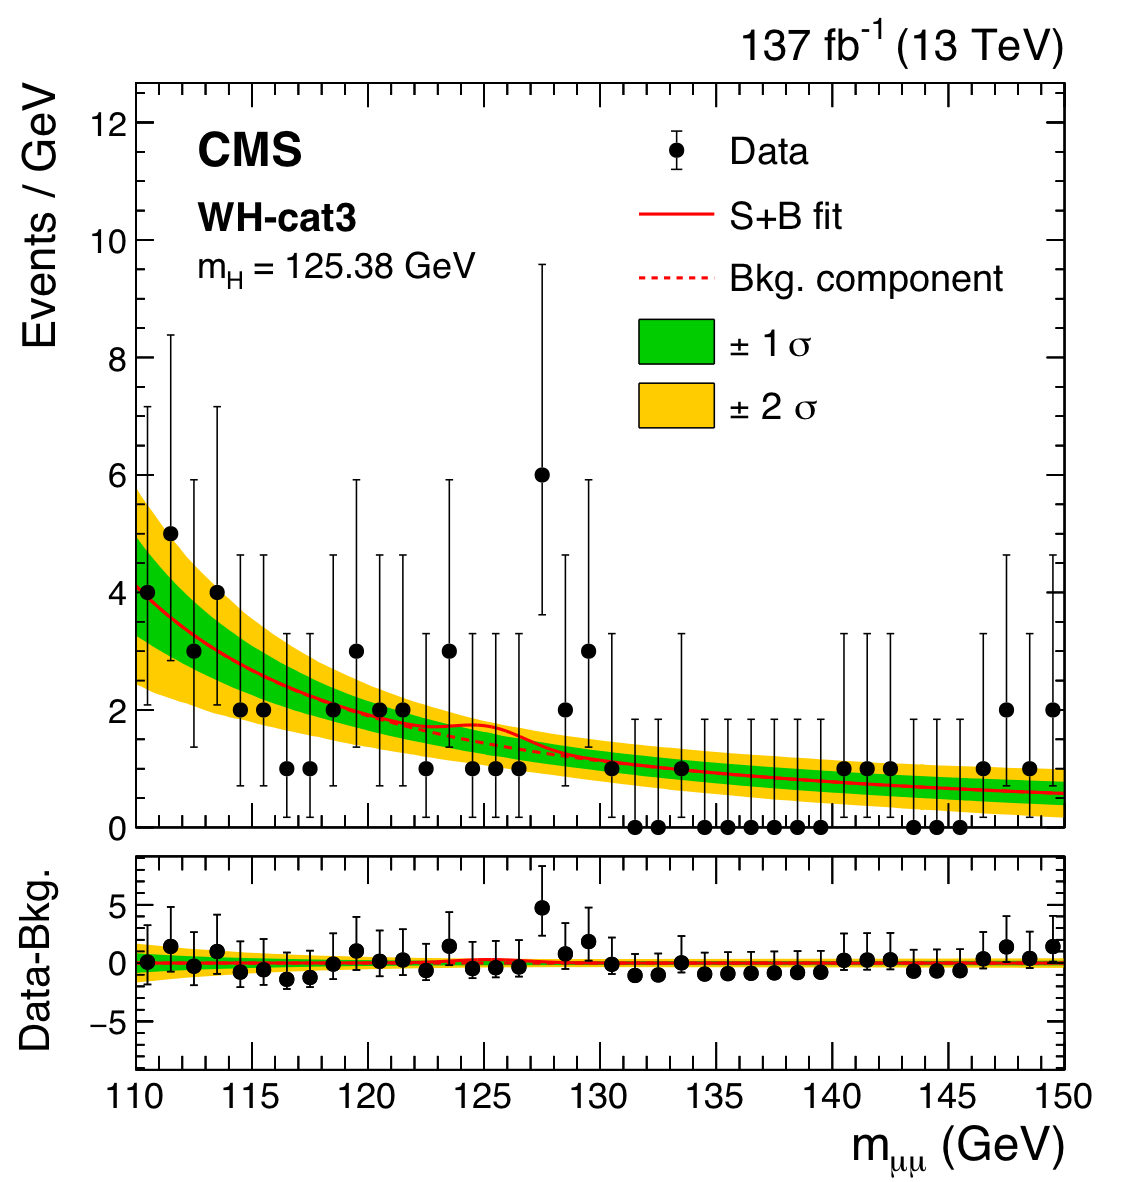 137 fb⁻¹ (13 TeV)
Events / GeV
12
10
8
6
4
2
0
CMS
WH-cat3
m_H = 125.38 GeV
Data
S+B fit
Bkg. component
± 1 σ
± 2 σ
Data-Bkg.
5
0
−5
110 115 120 125 130 135 140 145 150
m_μμ (GeV)